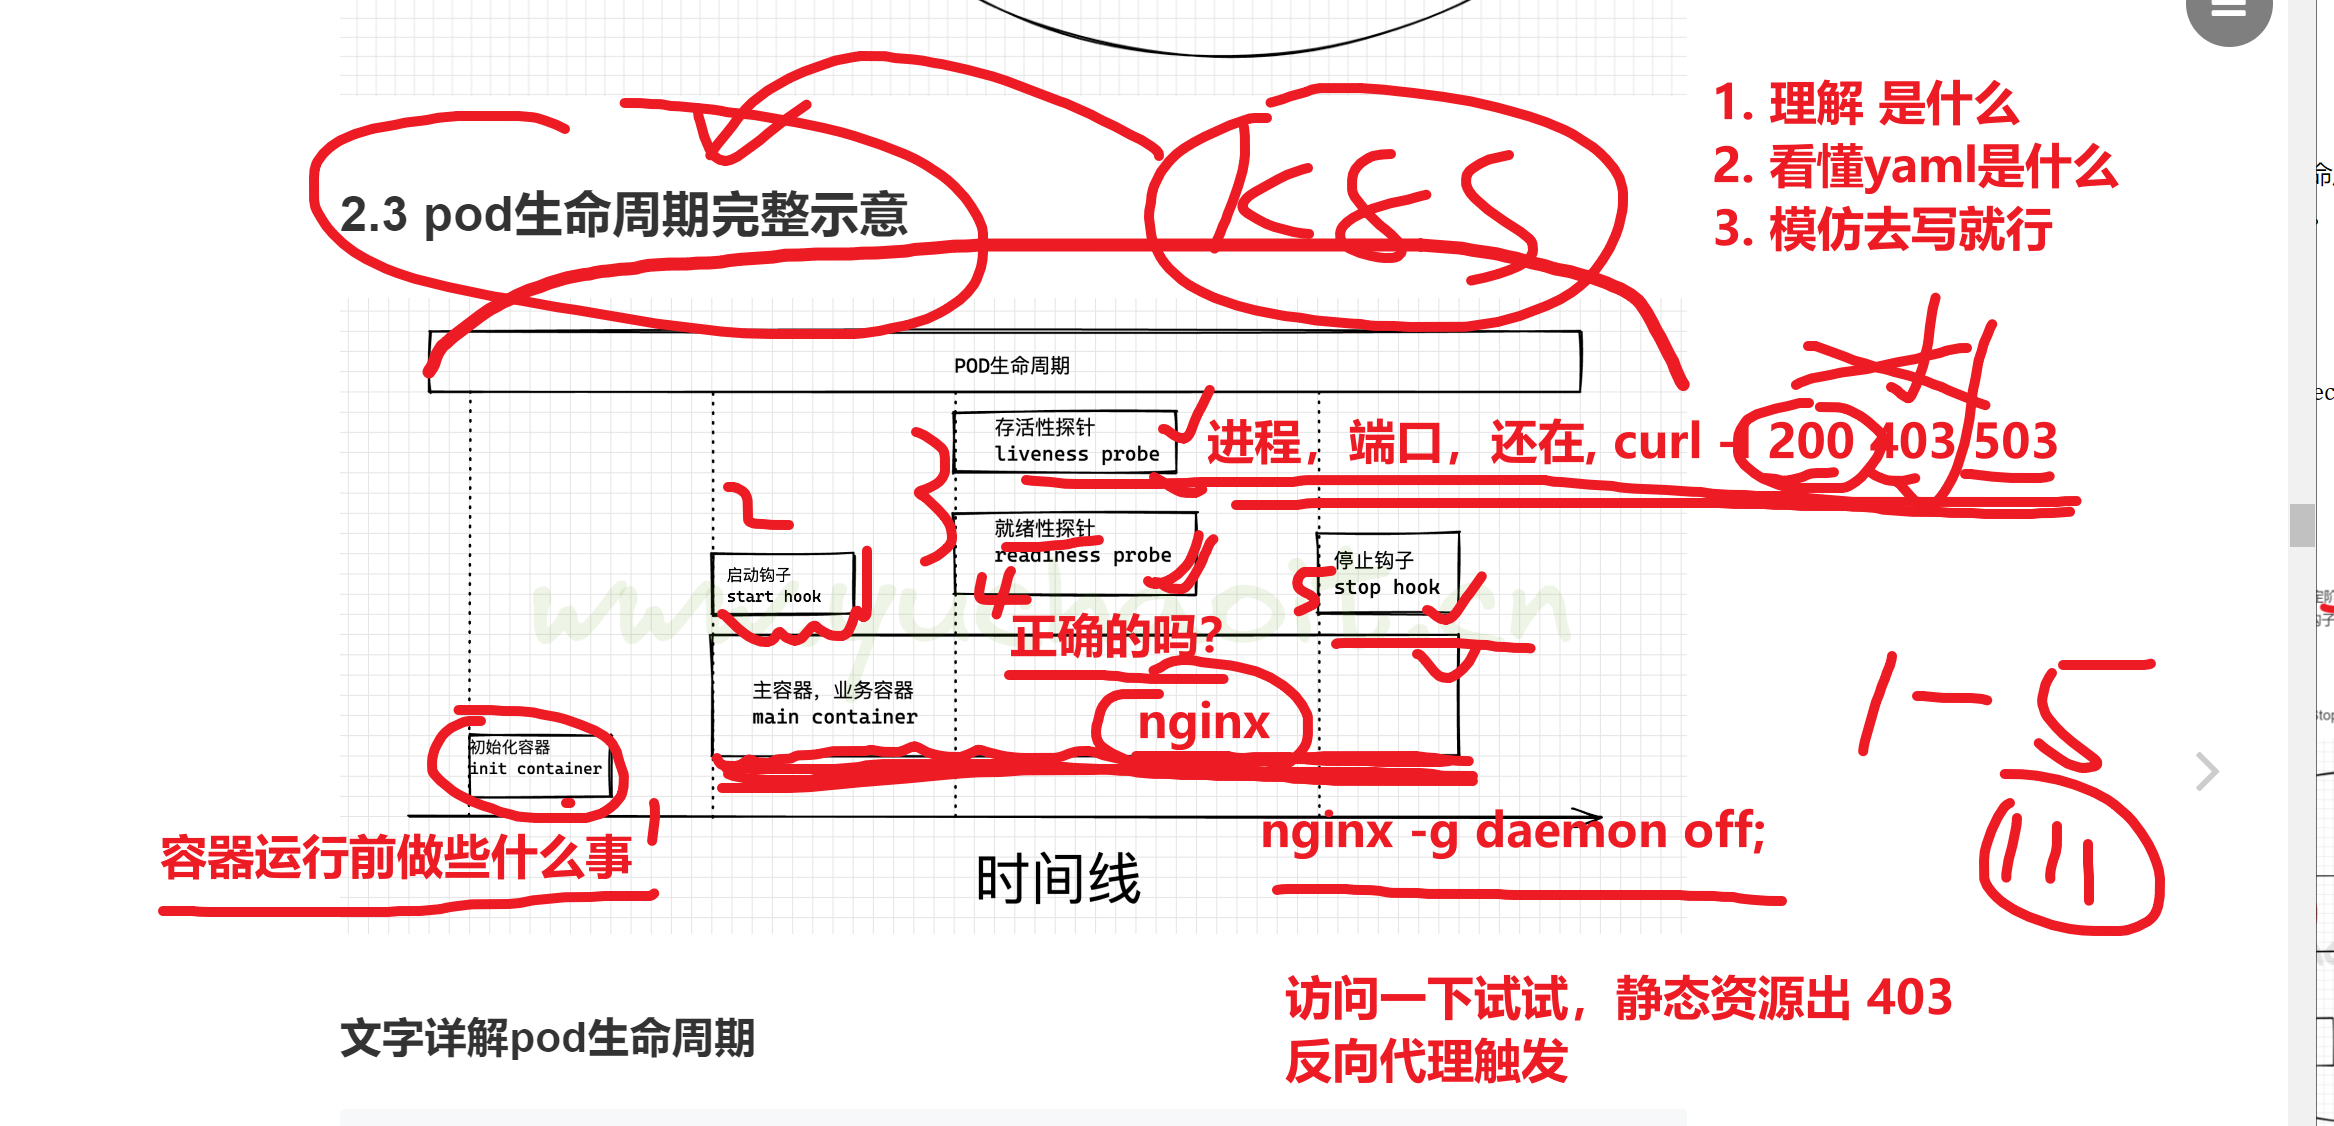 1. 理解 是什么
2. 看懂yaml是什么
3. 模仿去写就行
K8S
2.3 pod生命周期完整示意
POD生命周期
存活性探针
liveness probe
进程，端口，还在, curl -I 200 403 503
就绪性探针
readiness probe
启动钩子
start hook
停止钩子
stop hook
4
5
www.yuchaoit.cn
正确的吗?
主容器，业务容器
main container
nginx
1-5
初始化容器
init container
nginx -g daemon off;
容器运行前做些什么事
时间线
访问一下试试，静态资源出 403
反向代理触发
文字详解pod生命周期